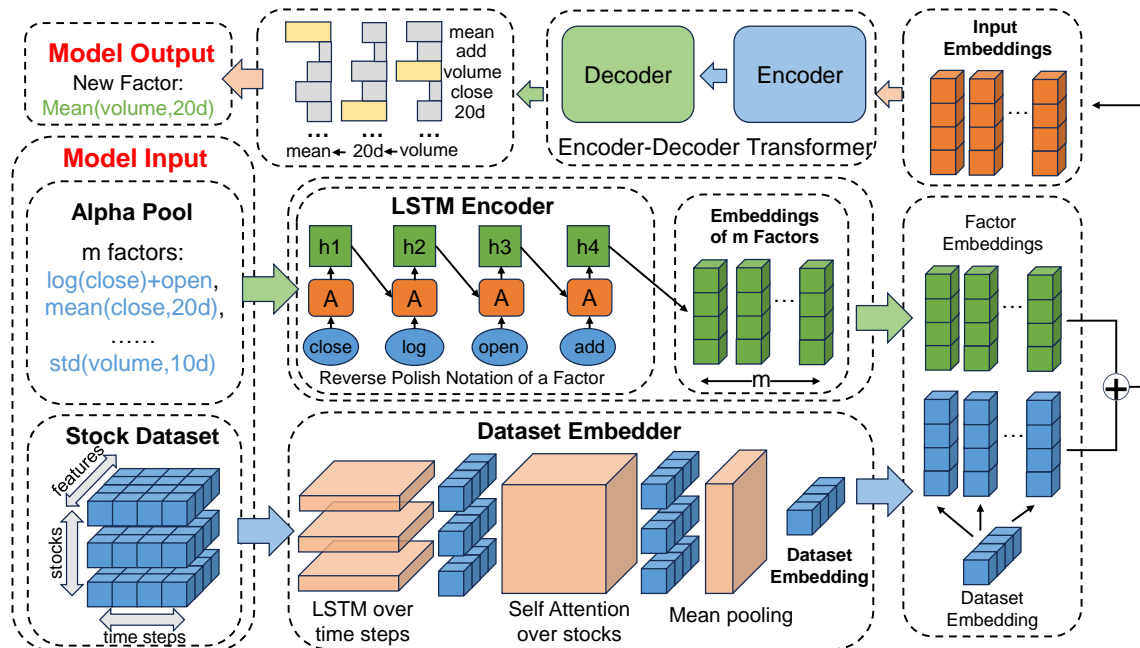 Model Output
New Factor:
Mean(volume,20d)
mean
add
volume
close
20d
... ... ...
mean 20d volume
Decoder
Encoder
Encoder-Decoder Transformer
Input
Embeddings
...
Model Input
Alpha Pool
m factors:
log(close)+open,
mean(close,20d),
......
std(volume,10d)
LSTM Encoder
h1 h2 h3 h4
A A A A
close log open add
Reverse Polish Notation of a Factor
Embeddings
of m Factors
...
m
Factor
Embeddings
...
+
...
Dataset
Embedding
Stock Dataset
features
stocks
time steps
Dataset Embedder
LSTM over
time steps
Self Attention
over stocks
Mean pooling
Dataset
Embedding